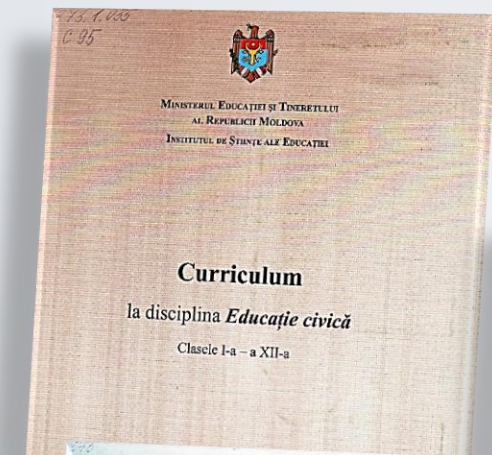 C 95
MINISTERUL EDUCAȚIEI ȘI TINERETULUI
AL REPUBLICII MOLDOVA
INSTITUTUL DE ȘTIINȚE ALE EDUCAȚIEI
Curriculum
la disciplina Educație civică
Clasele I-a – a XII-a